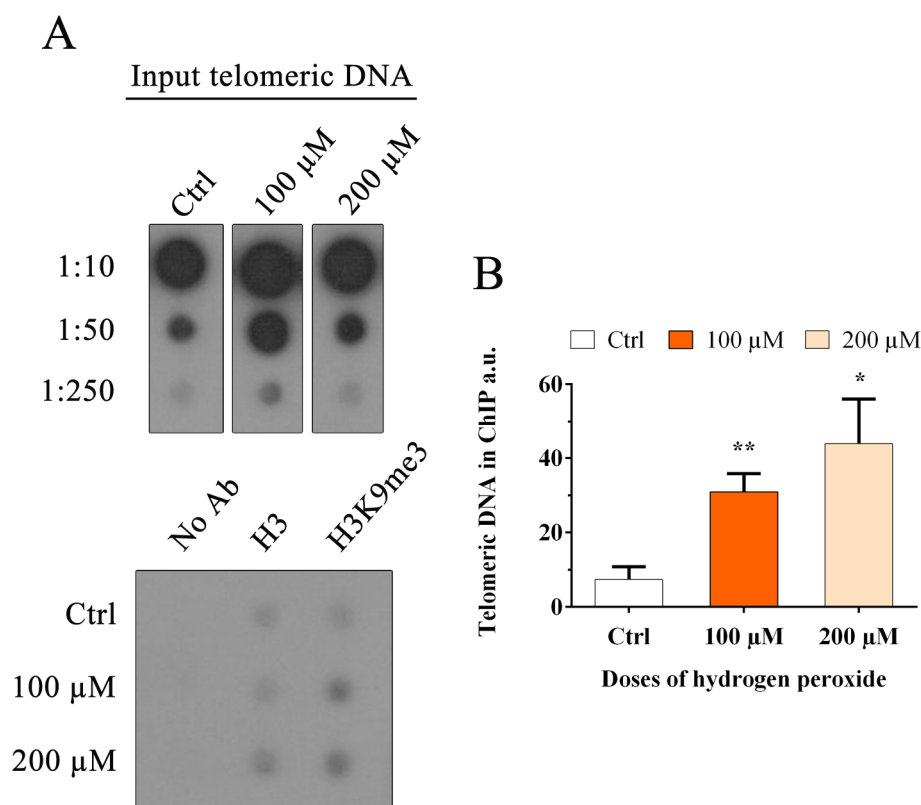 A
Input telomeric DNA
Ctrl
100 µM
200 µM
1:10
1:50
1:250
No Ab
H3
H3K9me3
Ctrl
100 µM
200 µM
B
Ctrl 100 µM 200 µM
Telomeric DNA in ChIP a.u.
60
40
20
0
**
*
Ctrl 100 µM 200 µM
Doses of hydrogen peroxide